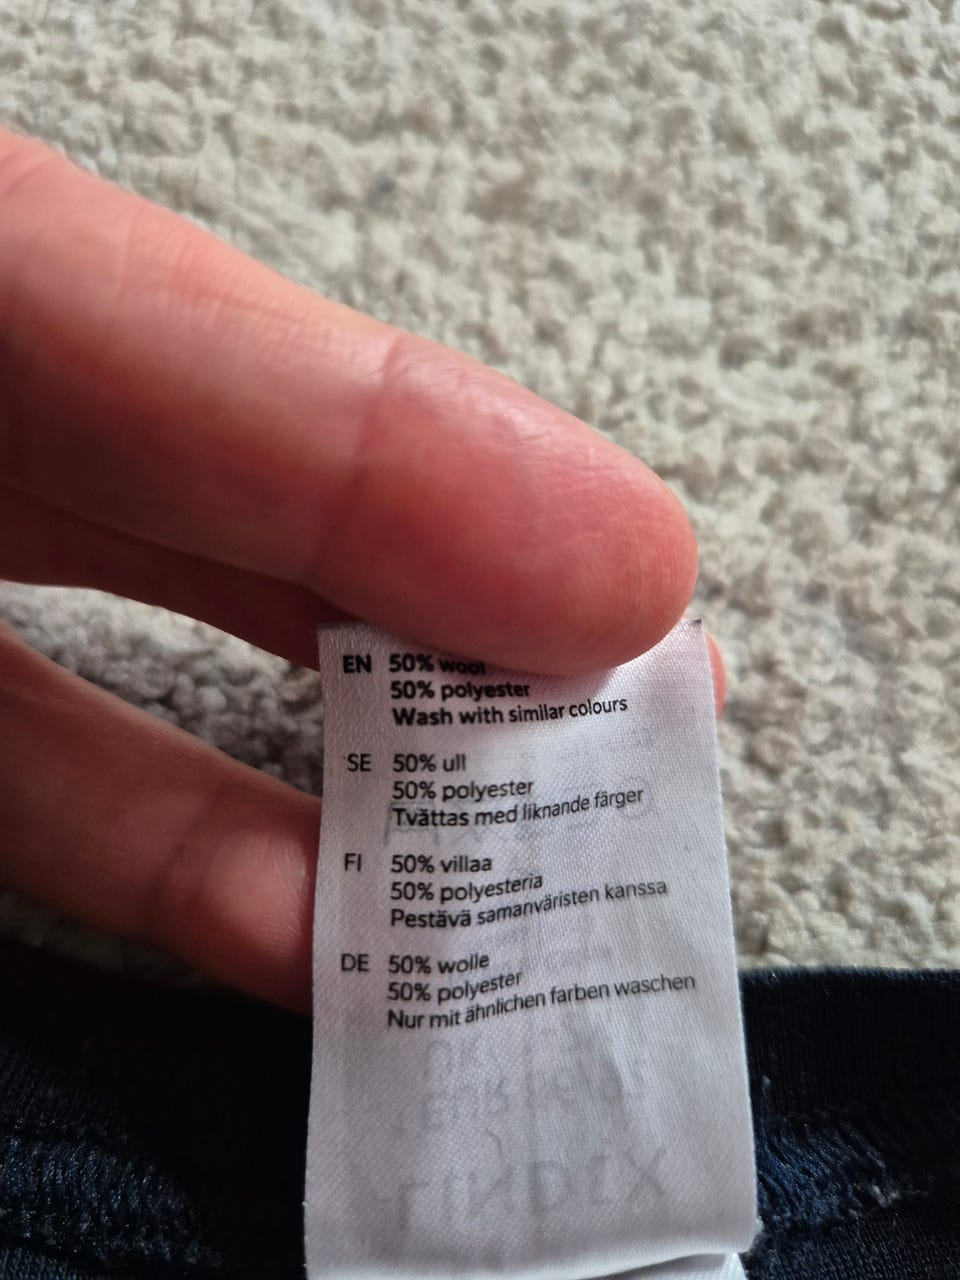 EN 50% wool
50% polyester
Wash with similar colours
SE 50% ull
50% polyester
Tvättas med liknande färger
FI 50% villaa
50% polyesteria
Pestävä samanväristen kanssa
DE 50% wolle
50% polyester
Nur mit ähnlichen farben waschen